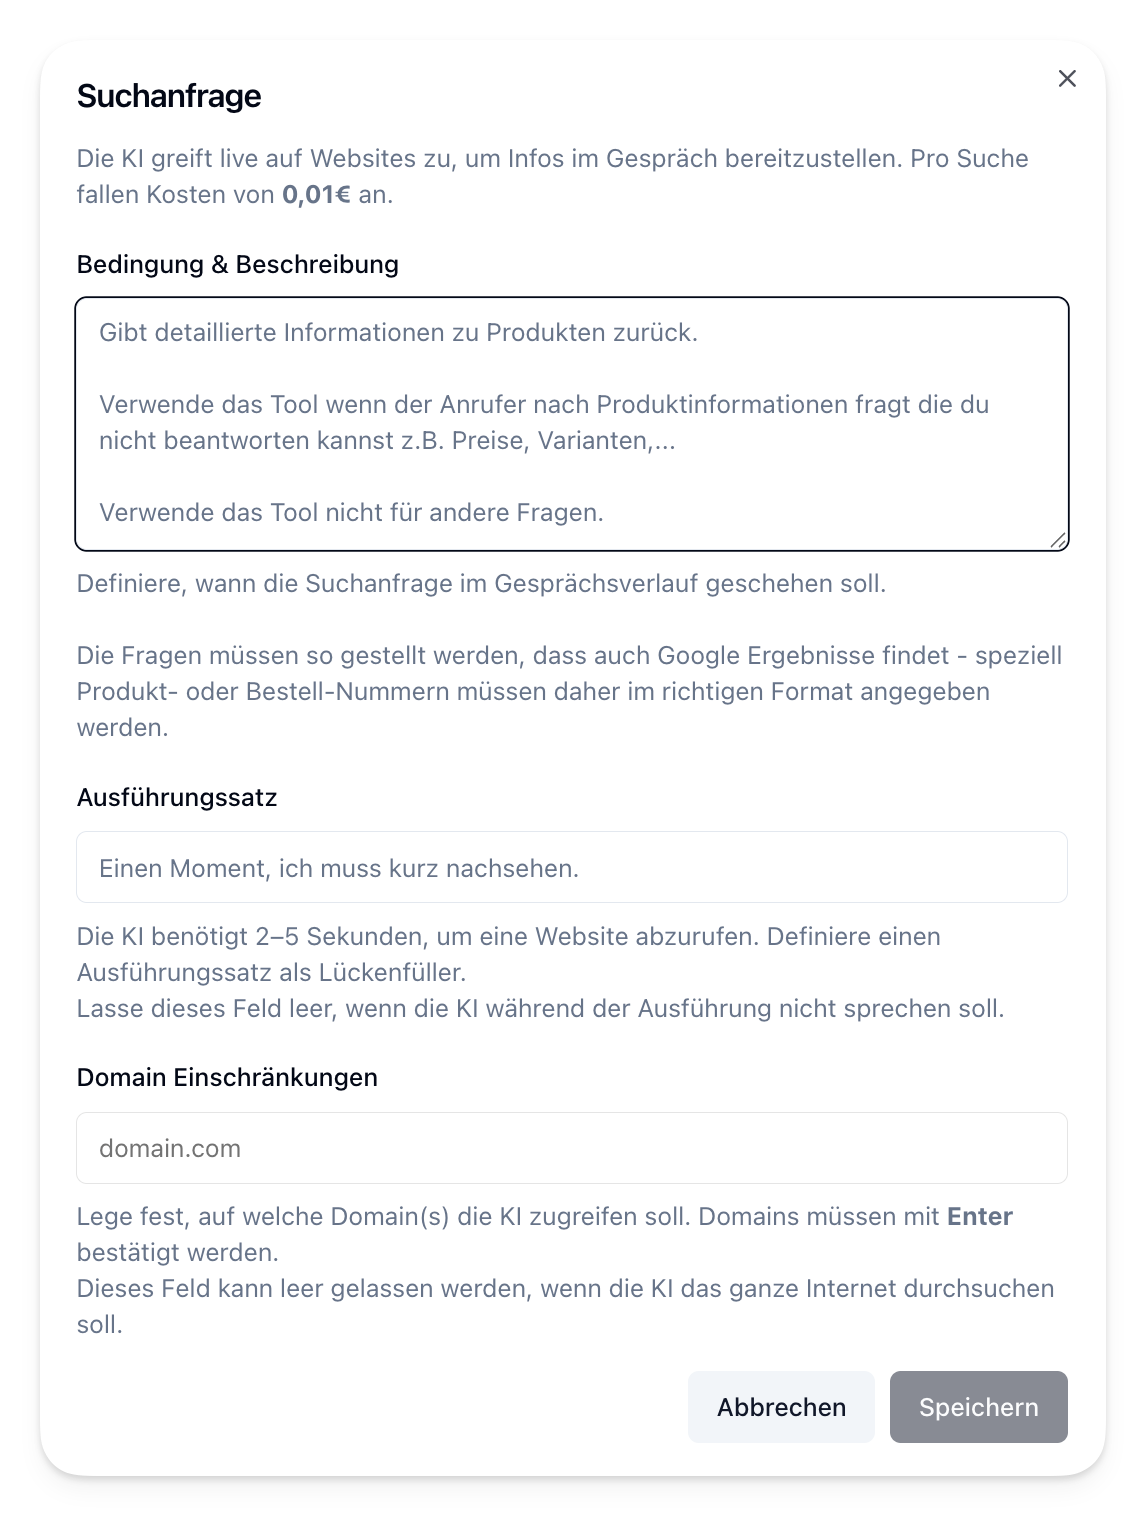 Suchanfrage
Die KI greift live auf Websites zu, um Infos im Gespräch bereitzustellen. Pro Suche
fallen Kosten von 0,01€ an.
Bedingung & Beschreibung
Gibt detaillierte Informationen zu Produkten zurück.
Verwende das Tool wenn der Anrufer nach Produktinformationen fragt die du
nicht beantworten kannst z.B. Preise, Varianten,...
Verwende das Tool nicht für andere Fragen.
Definiere, wann die Suchanfrage im Gesprächsverlauf geschehen soll.
Die Fragen müssen so gestellt werden, dass auch Google Ergebnisse findet - speziell
Produkt- oder Bestell-Nummern müssen daher im richtigen Format angegeben
werden.
Ausführungssatz
Einen Moment, ich muss kurz nachsehen.
Die KI benötigt 2–5 Sekunden, um eine Website abzurufen. Definiere einen
Ausführungssatz als Lückenfüller.
Lasse dieses Feld leer, wenn die KI während der Ausführung nicht sprechen soll.
Domain Einschränkungen
domain.com
Lege fest, auf welche Domain(s) die KI zugreifen soll. Domains müssen mit Enter
bestätigt werden.
Dieses Feld kann leer gelassen werden, wenn die KI das ganze Internet durchsuchen
soll.
Abbrechen
Speichern